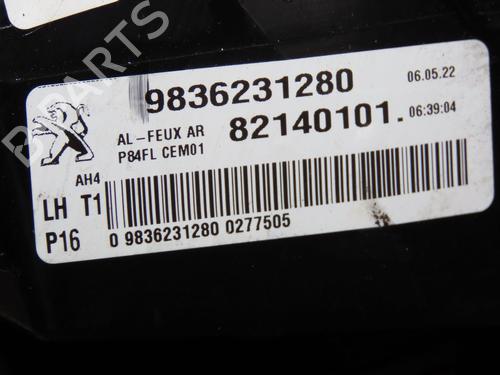 9836231280
06.05.22
AL-FEUX AR
82140101.
06:39:04
P84FL CEM01
AH4
LH T1
P16
0 9836231280 0277505
B-PARTS